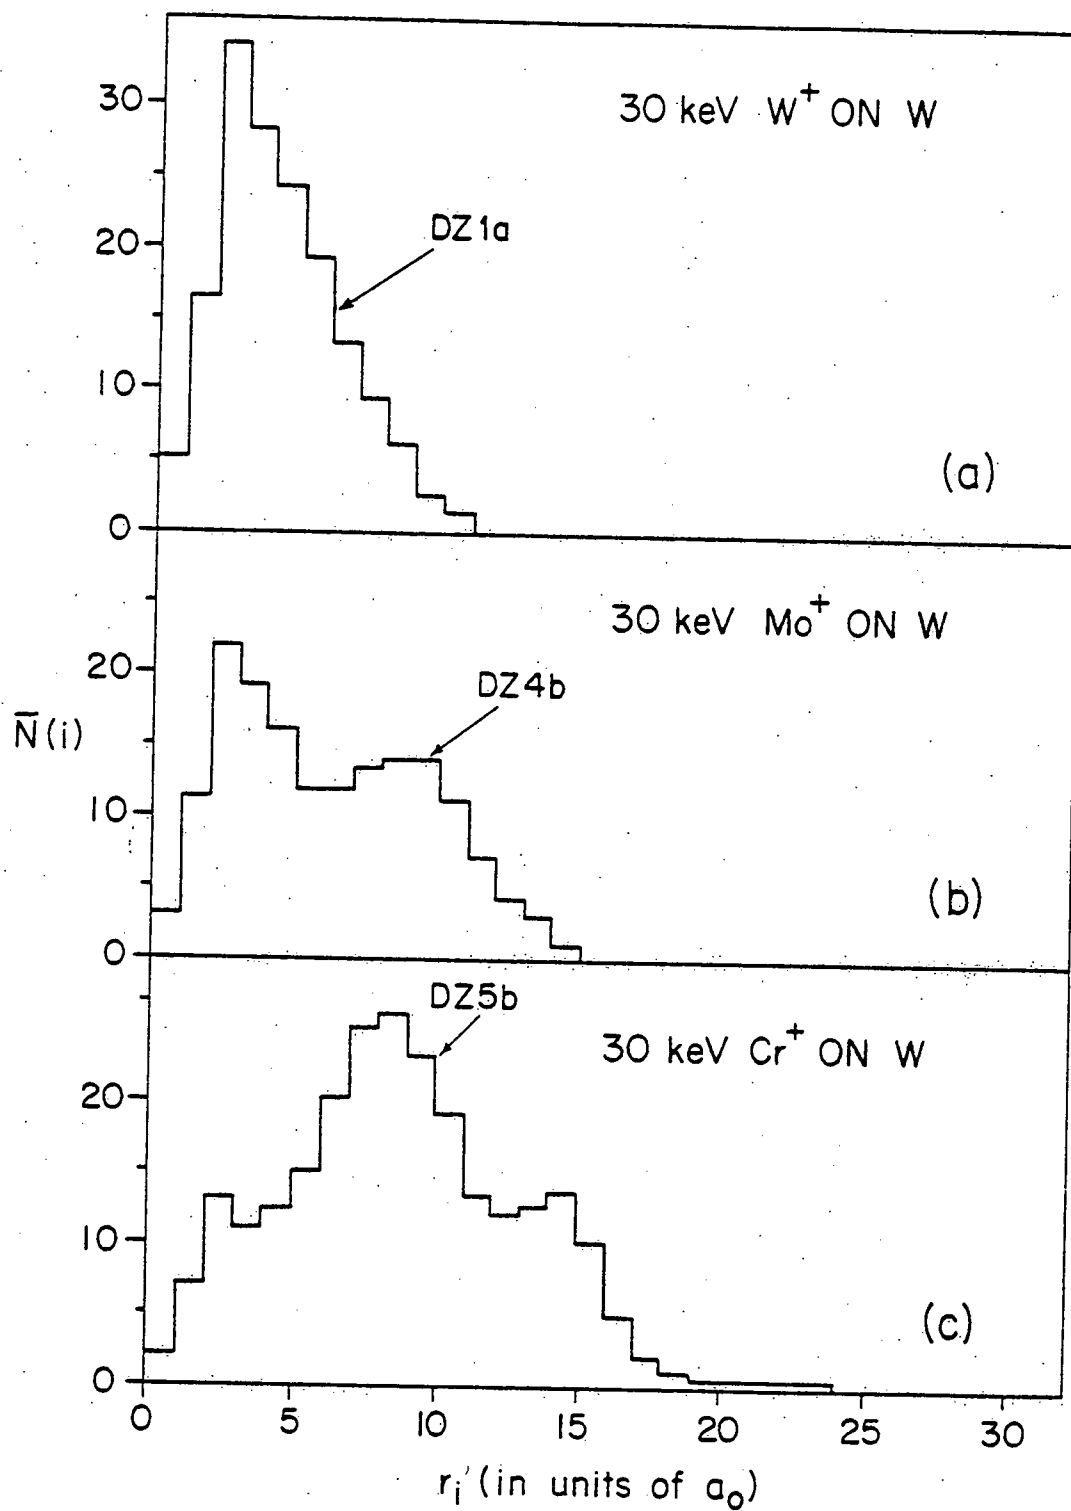 30 keV W⁺ ON W
30
DZ1a
20
10
(a)
0
30 keV Mo⁺ ON W
20
DZ4b
N̅(i)
10
(b)
0
DZ5b
30 keV Cr⁺ ON W
20
10
(c)
0
0 5 10 15 20 25 30
rᵢ′ (in units of a₀)